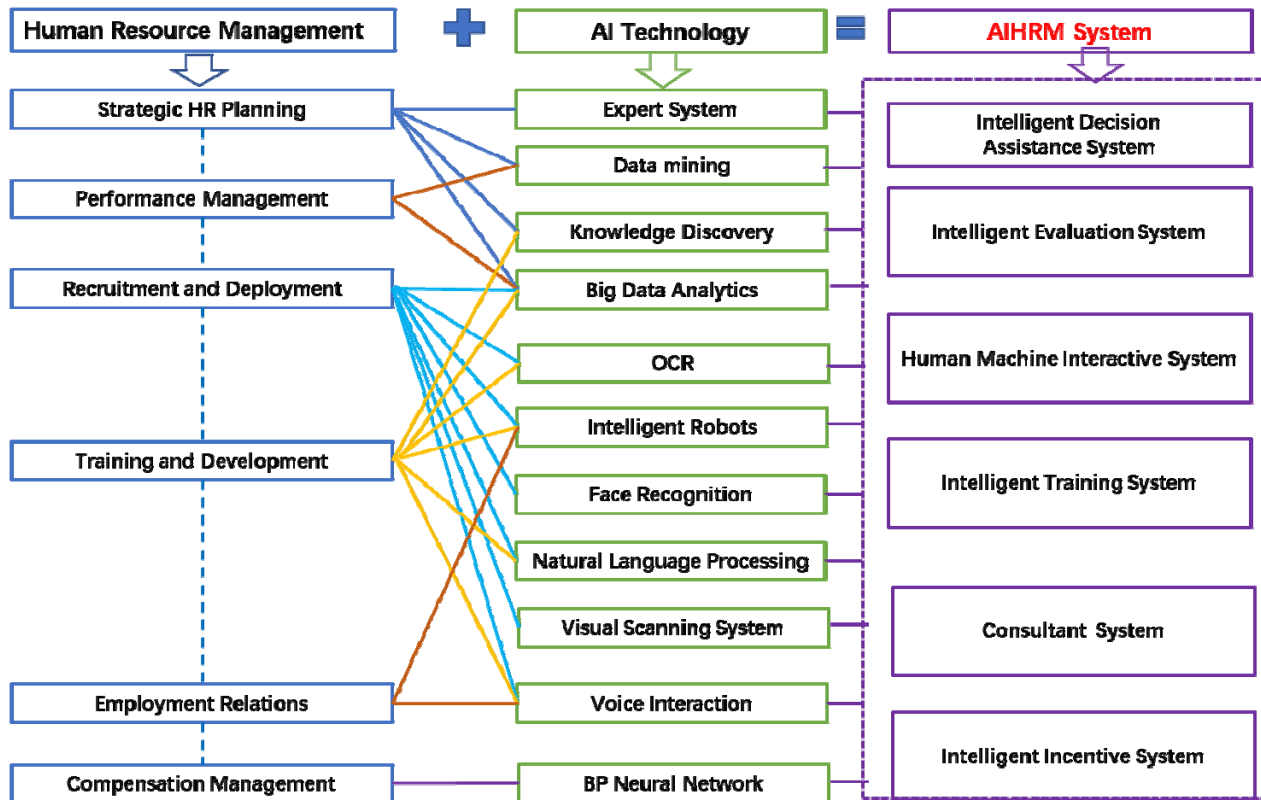 Human Resource Management
AI Technology
AIHRM System
Strategic HR Planning
Performance Management
Recruitment and Deployment
Training and Development
Employment Relations
Compensation Management
Expert System
Data mining
Knowledge Discovery
Big Data Analytics
OCR
Intelligent Robots
Face Recognition
Natural Language Processing
Visual Scanning System
Voice Interaction
BP Neural Network
Intelligent Decision
Assistance System
Intelligent Evaluation System
Human Machine Interactive System
Intelligent Training System
Consultant System
Intelligent Incentive System